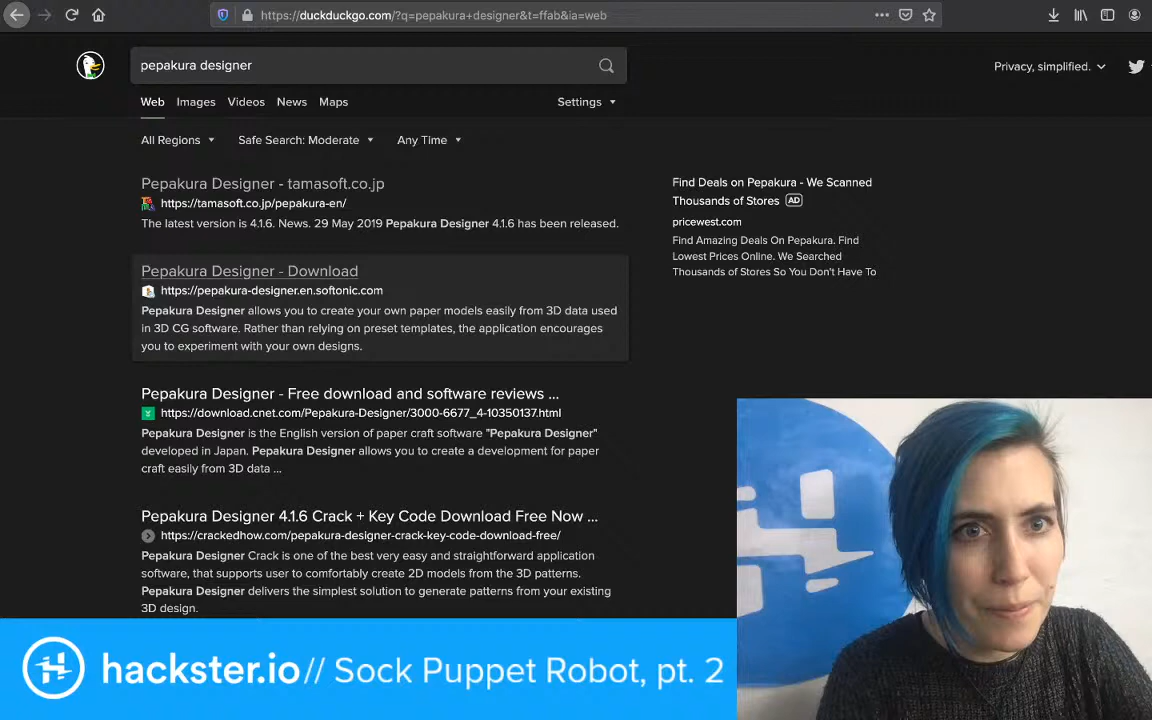 https://duckduckgo.com/?q=pepakura+designer&t=ffab&ia=web
pepakura designer
Privacy, simplified.
Web Images Videos News Maps Settings
All Regions Safe Search: Moderate Any Time
Pepakura Designer - tamasoft.co.jp
https://tamasoft.co.jp/pepakura-en/
The latest version is 4.1.6. News. 29 May 2019 Pepakura Designer 4.1.6 has been released.
Pepakura Designer - Download
https://pepakura-designer.en.softonic.com
Pepakura Designer allows you to create your own paper models easily from 3D data used
in 3D CG software. Rather than relying on preset templates, the application encourages
you to experiment with your own designs.
Pepakura Designer - Free download and software reviews ...
https://download.cnet.com/Pepakura-Designer/3000-6677_4-10350137.html
Pepakura Designer is the English version of paper craft software "Pepakura Designer"
developed in Japan. Pepakura Designer allows you to create a development for paper
craft easily from 3D data ...
Pepakura Designer 4.1.6 Crack + Key Code Download Free Now ...
https://crackedhow.com/pepakura-designer-crack-key-code-download-free/
Pepakura Designer Crack is one of the best very easy and straightforward application
software, that supports user to comfortably create 2D models from the 3D patterns.
Pepakura Designer delivers the simplest solution to generate patterns from your existing
3D design.
Find Deals on Pepakura - We Scanned
Thousands of Stores AD
pricewest.com
Find Amazing Deals On Pepakura. Find
Lowest Prices Online. We Searched
Thousands of Stores So You Don't Have To
hackster.io // Sock Puppet Robot, pt. 2